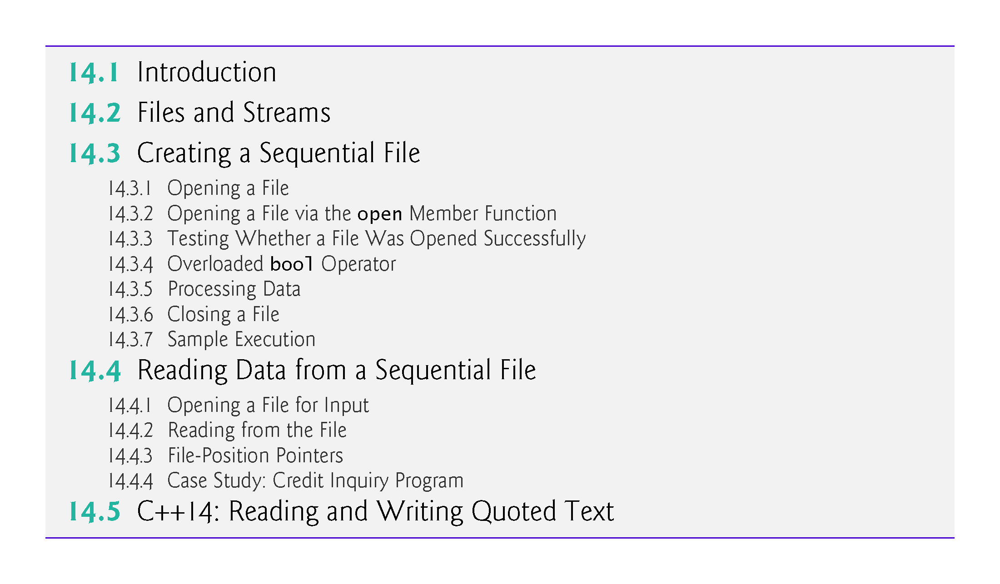 14.1 Introduction
14.2 Files and Streams
14.3 Creating a Sequential File
14.3.1 Opening a File
14.3.2 Opening a File via the open Member Function
14.3.3 Testing Whether a File Was Opened Successfully
14.3.4 Overloaded bool Operator
14.3.5 Processing Data
14.3.6 Closing a File
14.3.7 Sample Execution
14.4 Reading Data from a Sequential File
14.4.1 Opening a File for Input
14.4.2 Reading from the File
14.4.3 File-Position Pointers
14.4.4 Case Study: Credit Inquiry Program
14.5 C++14: Reading and Writing Quoted Text